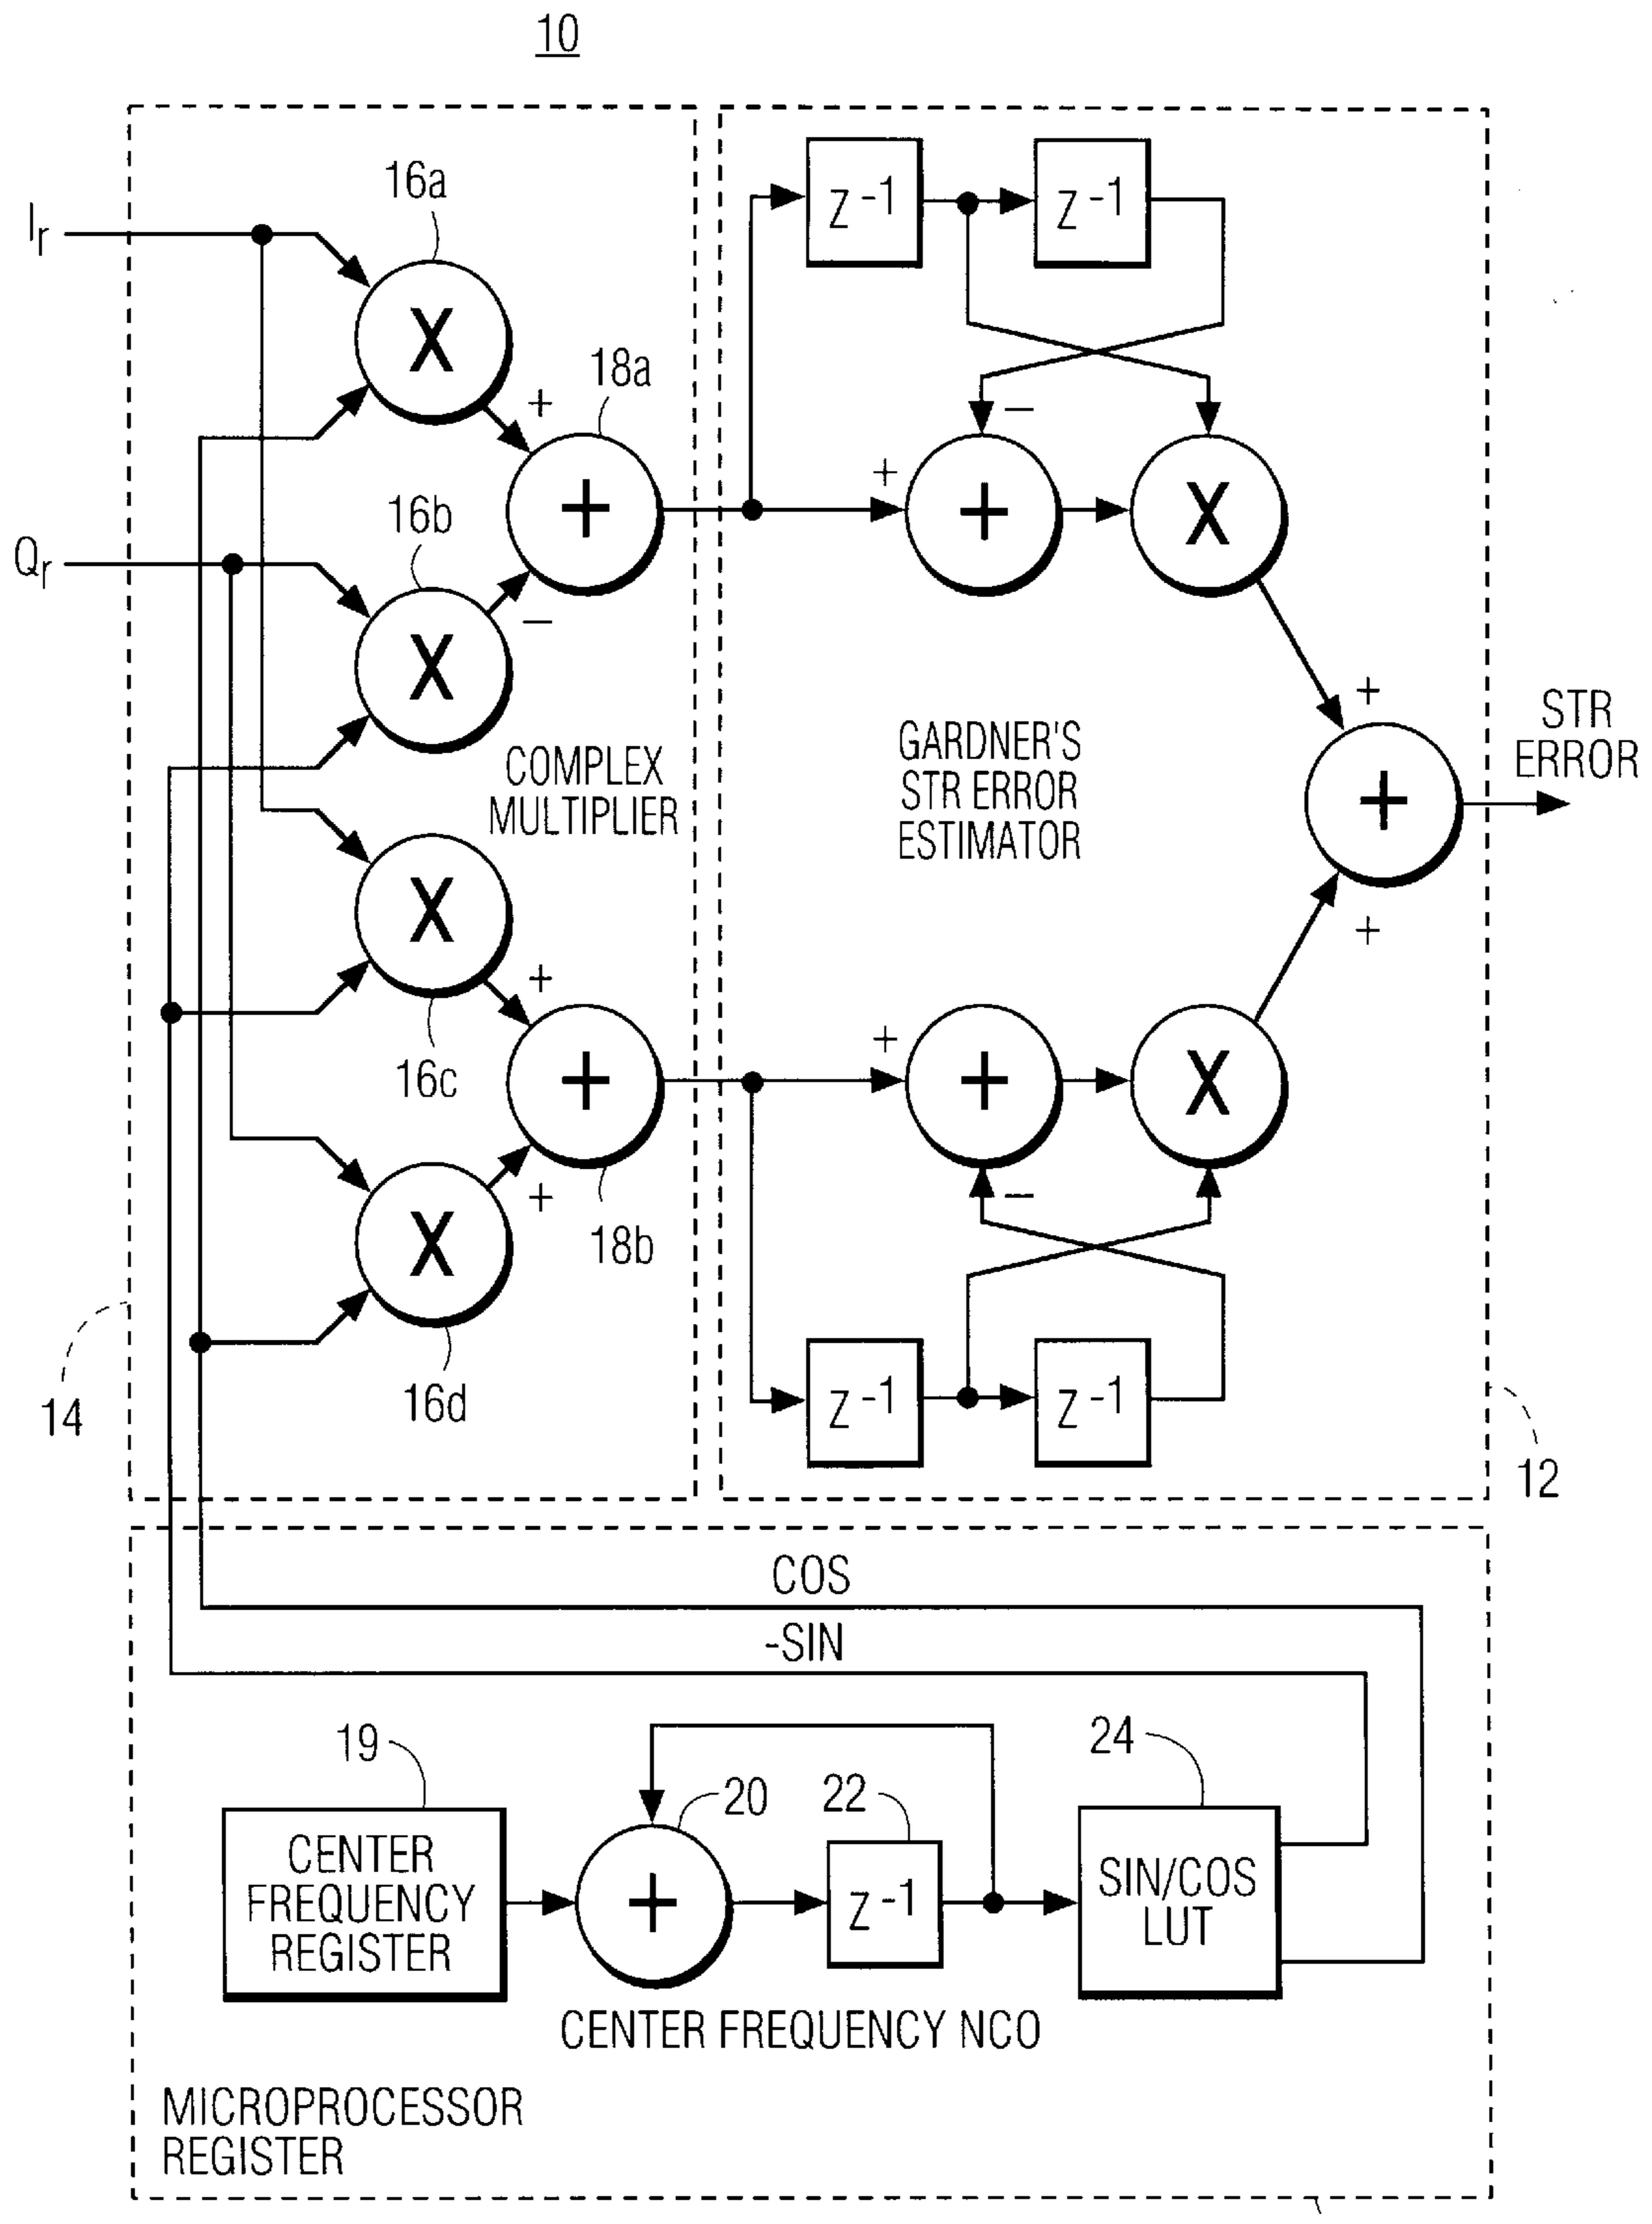 10
16a
Ir
X
18a
+
16b
+
Qr
X
−
COMPLEX
MULTIPLIER
X
+
16c
X
+
18b
+
16d
14
Z -1
Z -1
−
+
+
X
GARDNER'S
STR ERROR
ESTIMATOR
+
+
+
STR
ERROR
+
+
X
−
Z -1
Z -1
12
COS
-SIN
19
20
22
24
CENTER
FREQUENCY
REGISTER
+
Z -1
SIN/COS
LUT
CENTER FREQUENCY NCO
MICROPROCESSOR
REGISTER